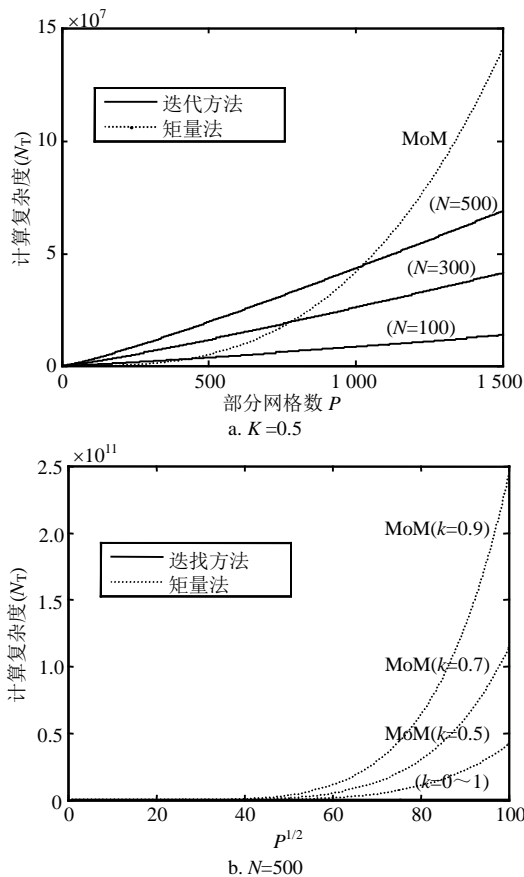 ×10⁷
15
10
5
0
计算复杂度(N_T)
迭代方法
矩量法
MoM
(N=500)
(N=300)
(N=100)
0
500
1 000
1 500
部分网格数 P
a. K =0.5
×10¹¹
2.5
2.0
1.5
1.0
0.5
0
计算复杂度(N_T)
迭找方法
矩量法
MoM(k=0.9)
MoM(k=0.7)
MoM(k=0.5)
(k=0～1)
0
20
40
60
80
100
P^{1/2}
b. N=500